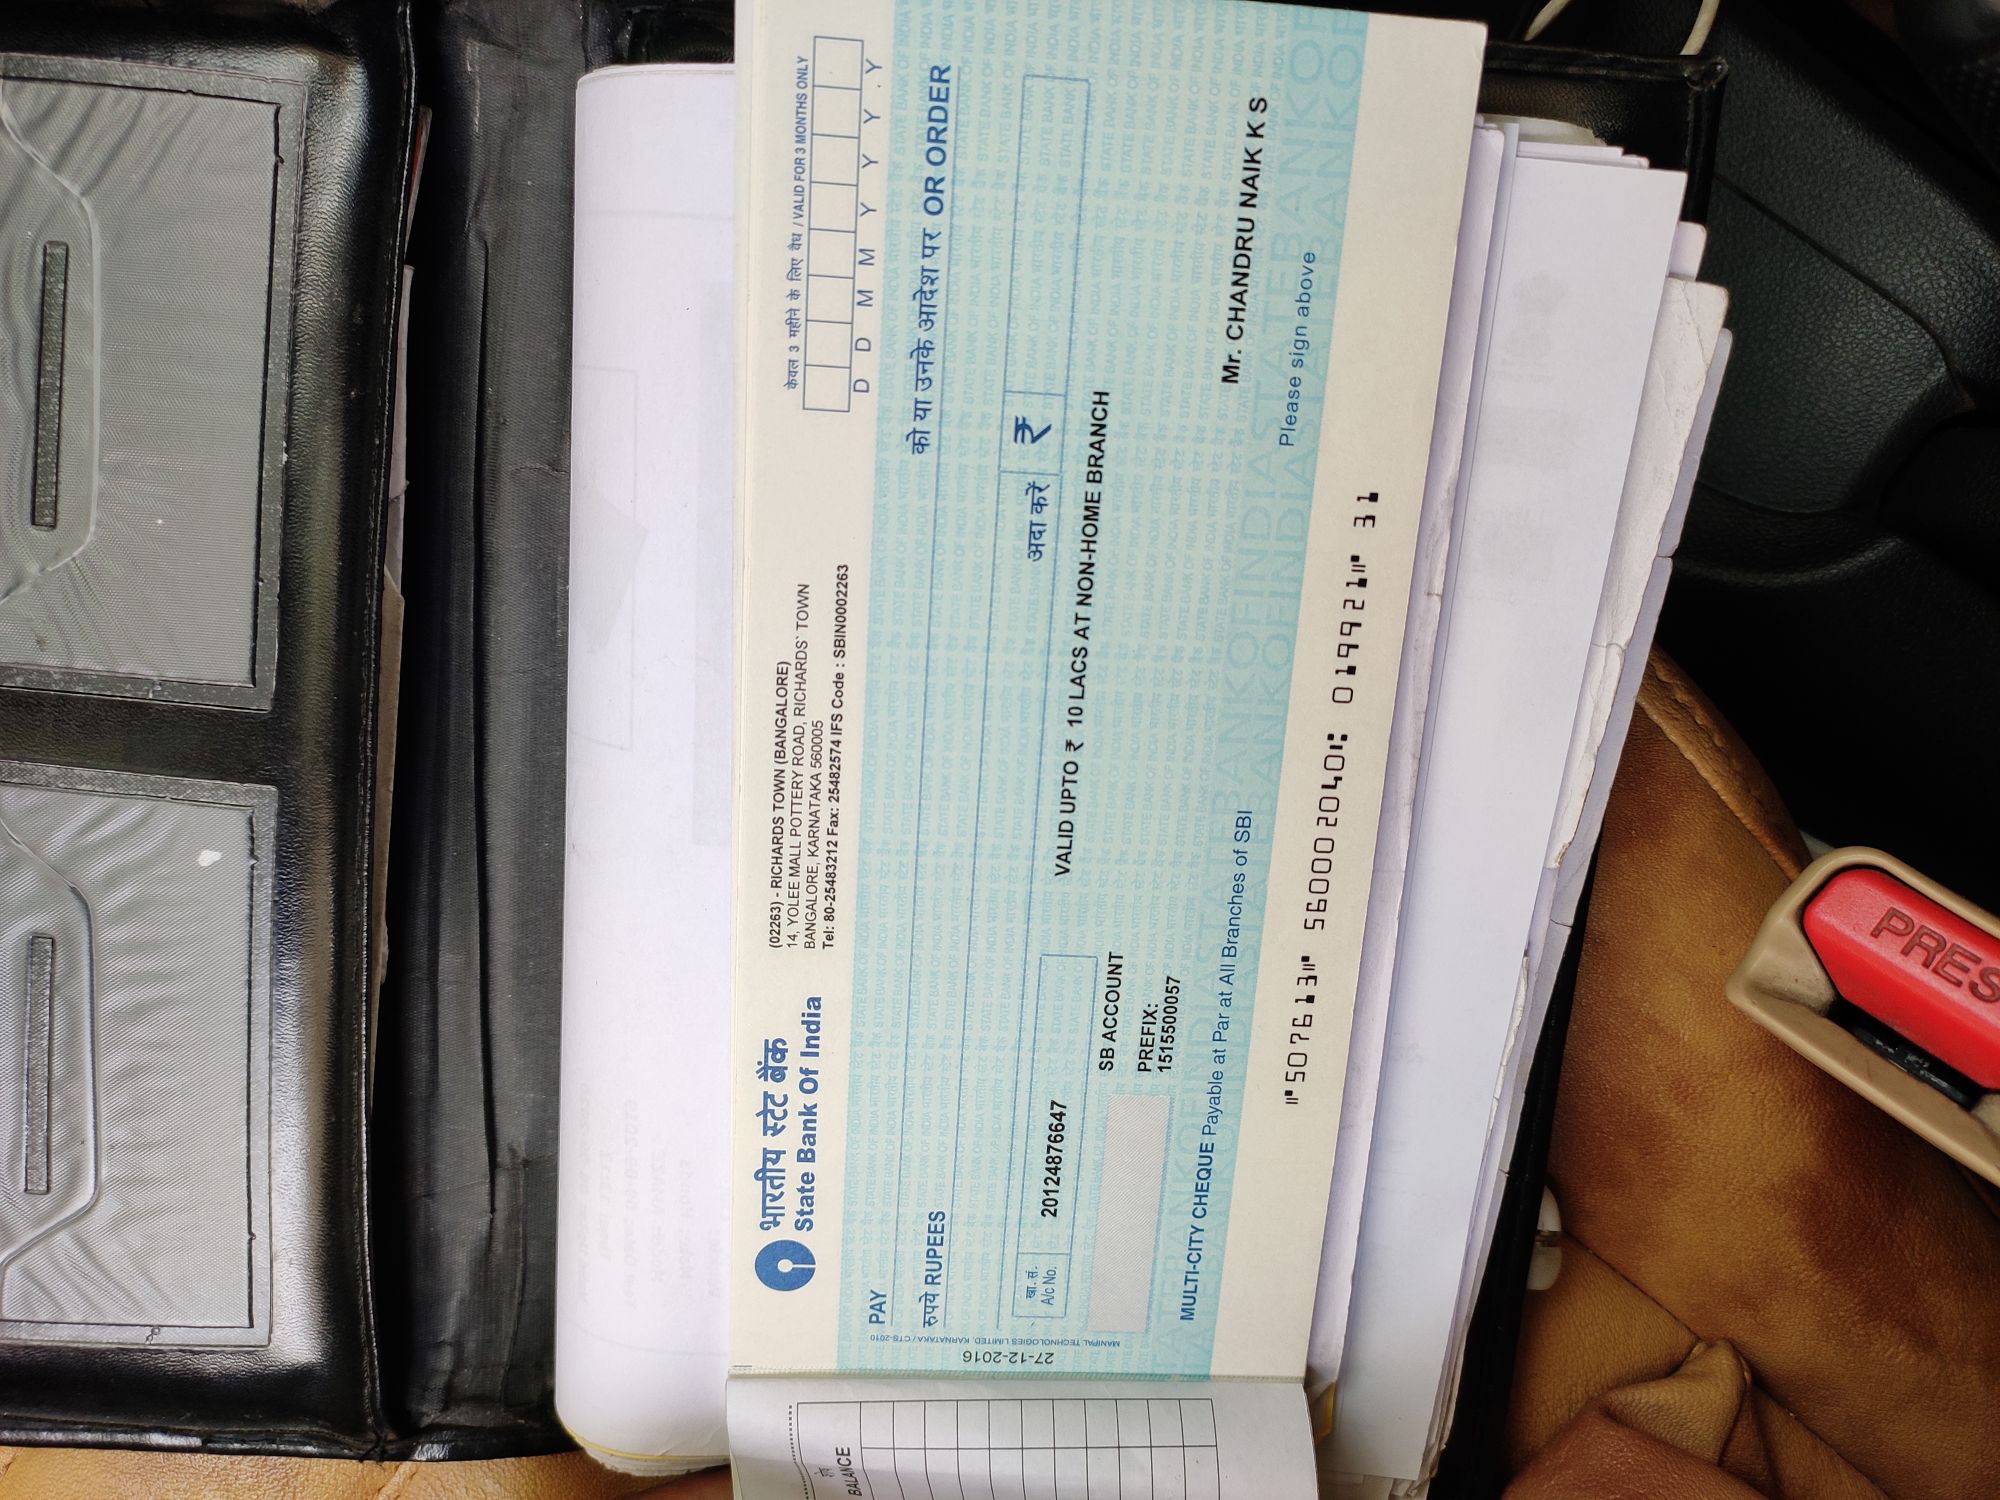 केवल 3 महीने के लिए वैध / VALID FOR 3 MONTHS ONLY
D D M M Y Y Y Y
भारतीय स्टेट बैंक
State Bank Of India
(02263) - RICHARDS TOWN (BANGALORE)
14, YOLEE MALL POTTERY ROAD, RICHARDS` TOWN
BANGALORE, KARNATAKA 560005
Tel: 80-25483212 Fax: 25482574 IFS Code : SBIN0002263
PAY
को या उनके आदेश पर OR ORDER
रुपये RUPEES
अदा करें ₹
खा. सं.
A/c No.
20124876647
VALID UPTO ₹ 10 LACS AT NON-HOME BRANCH
SB ACCOUNT
PREFIX:
1515500057
Mr. CHANDRU NAIK K S
MULTI-CITY CHEQUE Payable at Par at All Branches of SBI
Please sign above
⑈507613⑈ 560002040⑆ 019921⑈ 31
MANIPAL TECHNOLOGIES LIMITED, KARNATAKA / CTS-2010
27-12-2016
शेष
BALANCE
PRES